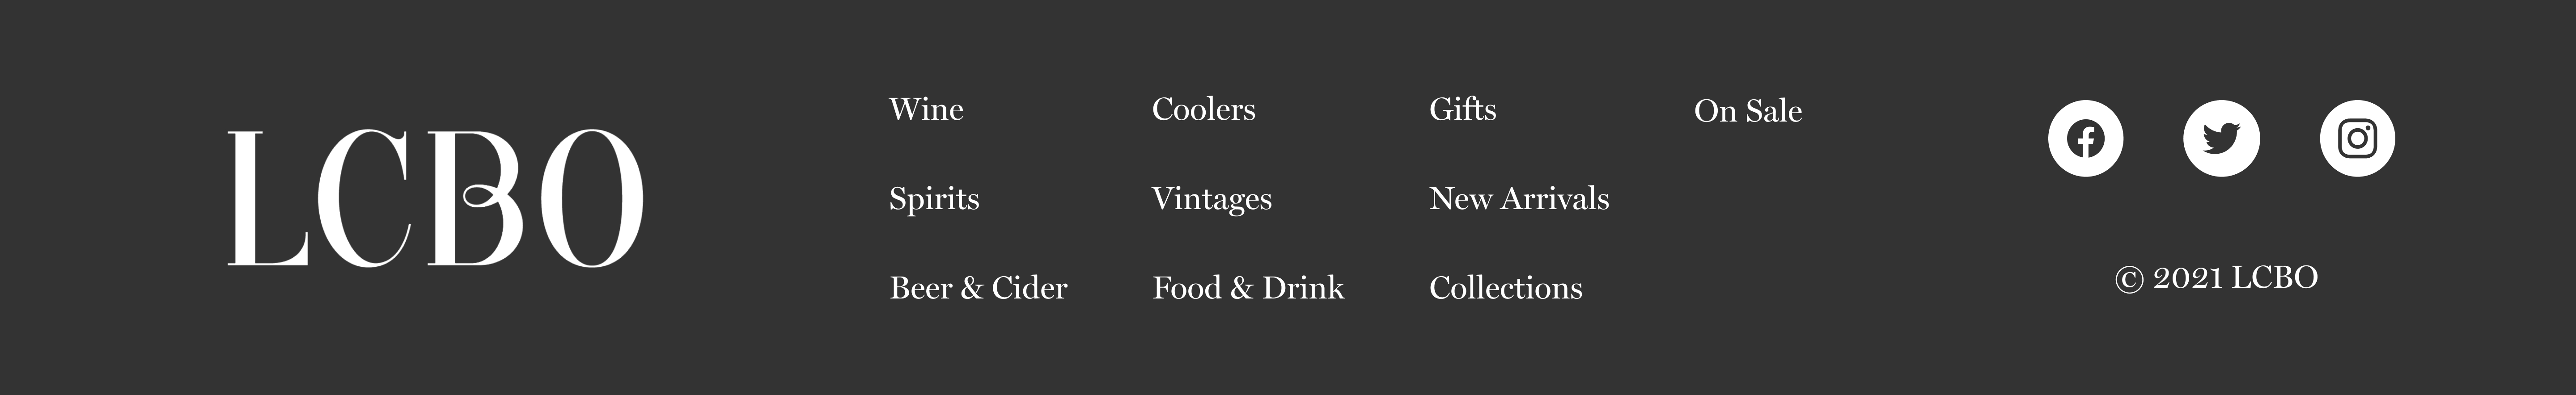 LCBO
Wine
Spirits
Beer & Cider
Coolers
Vintages
Food & Drink
Gifts
New Arrivals
Collections
On Sale
© 2021 LCBO